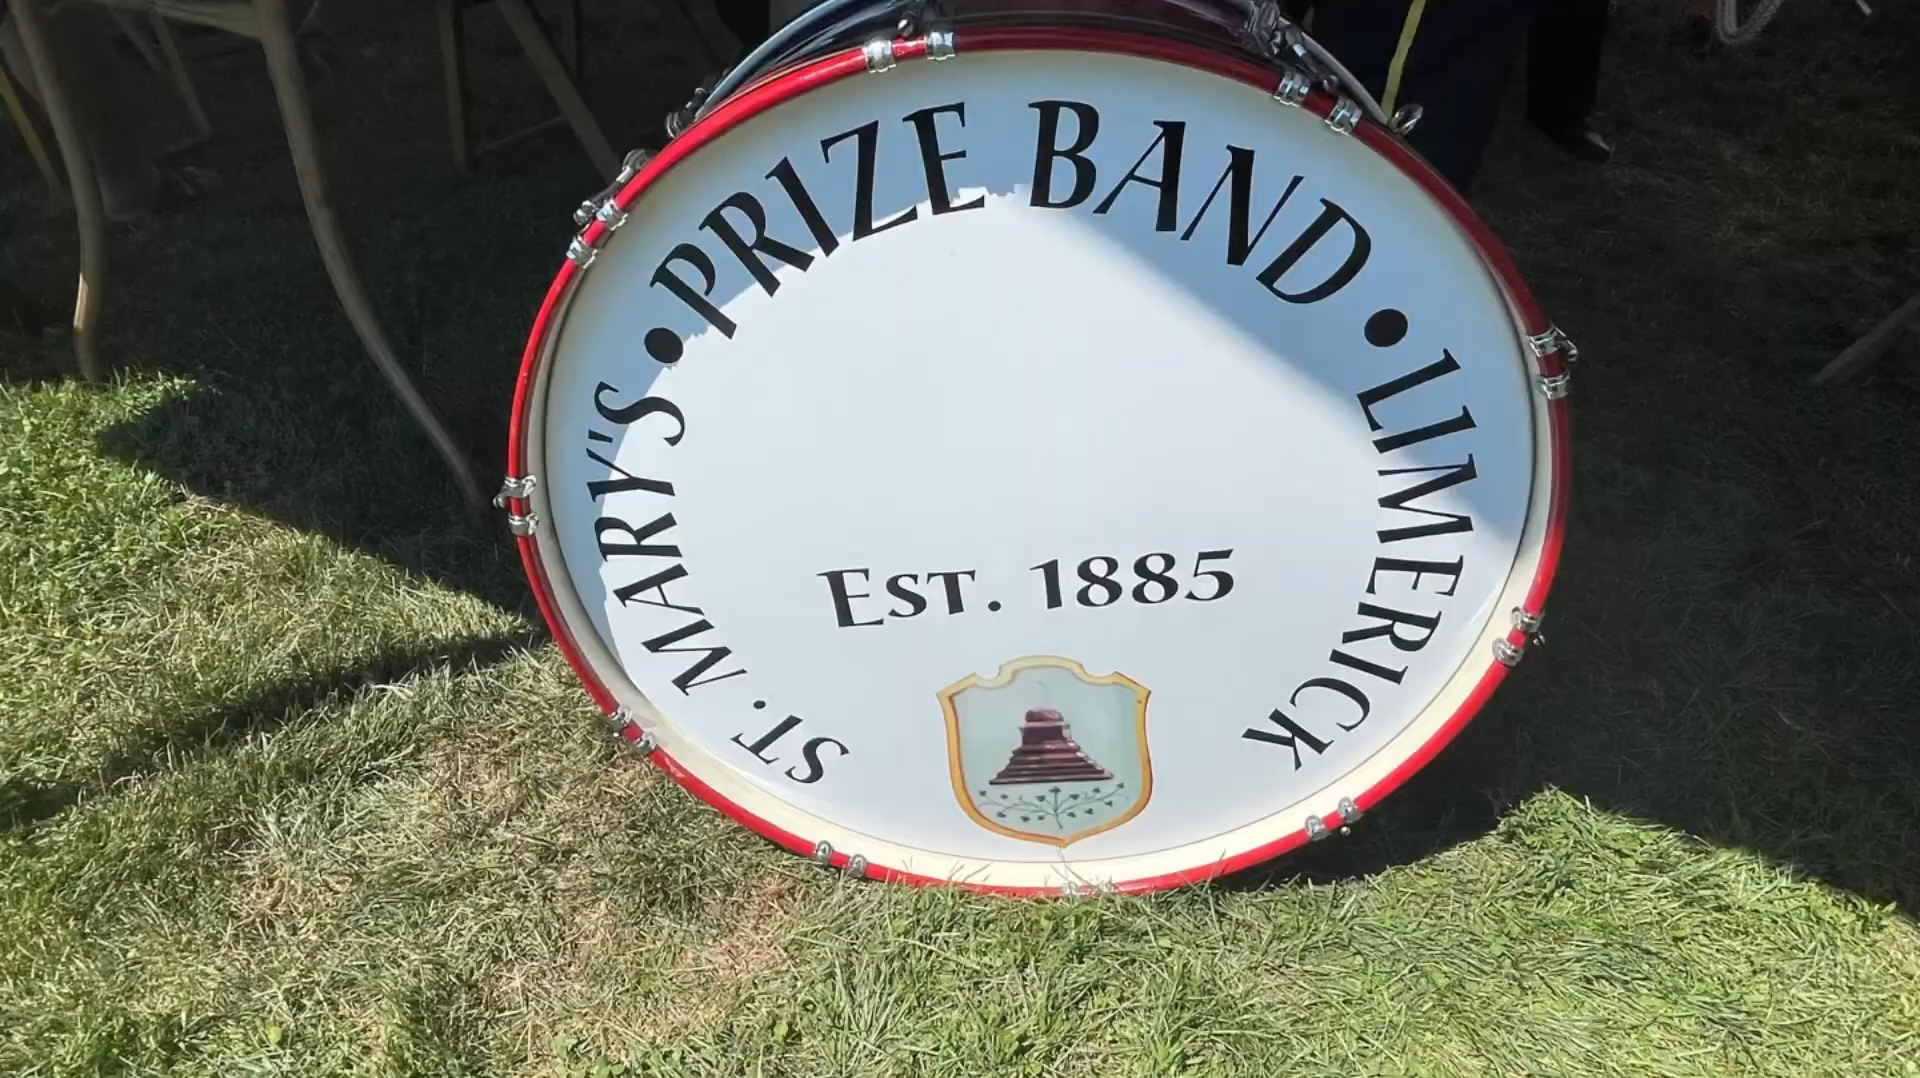 ST. MARY'S • PRIZE BAND • LIMERICK
EST. 1885